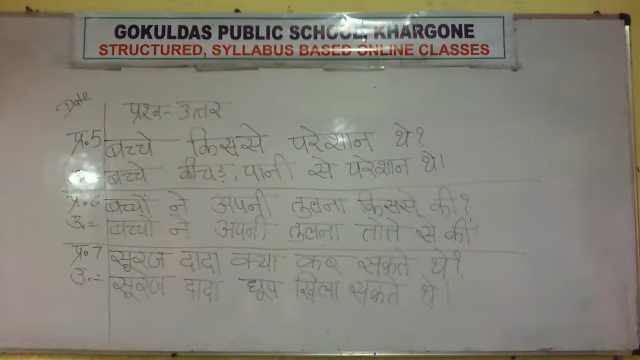 GOKULDAS PUBLIC SCHOOL, KHARGONE
STRUCTURED, SYLLABUS BASED ONLINE CLASSES
Date
प्रश्न-उत्तर
प्र.5 बच्चे किससे परेशान थे?
बच्चे कीचड़, पानी से परेशान थे।
प्र.6 बच्चों ने अपनी तुलना किससे की?
उ.= बच्चों ने अपनी तुलना तोते से की
प्र.7 सूरज दादा क्या कर सकते थे?
उ.= सूरज दादा धूप खिला सकते थे।